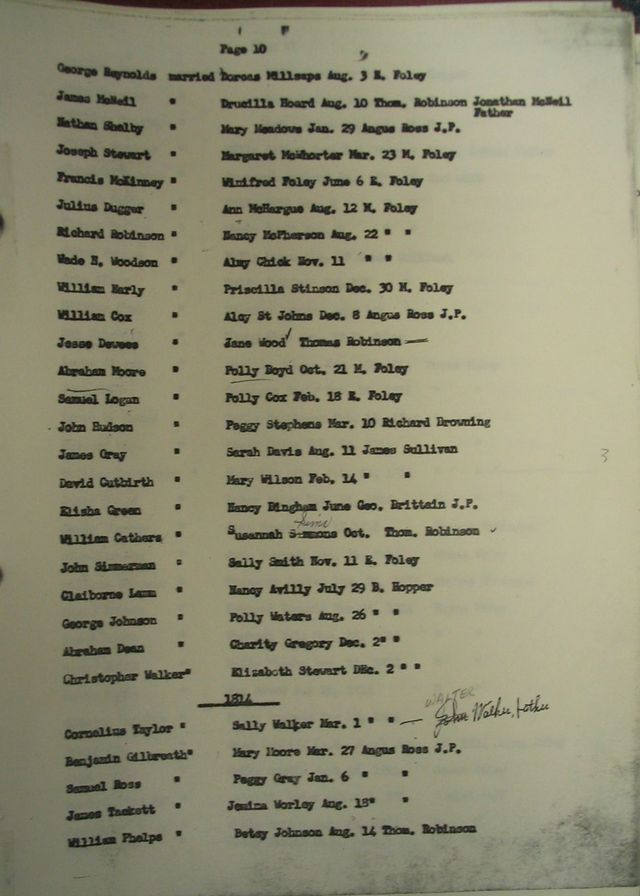 Page 10
George Reynolds married Dorcas Millsaps Aug. 3 E. Foley
James McNeil " Drucilla Hoard Aug. 10 Thom. Robinson Jonathan McNeil
Father
Nathan Shelby " Mary Meadows Jan. 29 Angus Ross J.P.
Joseph Stewart " Margaret McWhorter Mar. 23 M. Foley
Francis McKinney " Winifred Foley June 6 E. Foley
Julius Dugger " Ann McHargue Aug. 12 M. Foley
Richard Robinson " Nancy McPherson Aug. 22 " "
Wade N. Woodson " Almy Chick Nov. 11 " "
William Early " Priscilla Stinson Dec. 30 M. Foley
William Cox " Alcy St Johns Dec. 8 Angus Ross J.P.
Jesse Dewees " Jane Wood Thomas Robinson
Abraham Moore " Polly Boyd Oct. 21 M. Foley
Samuel Logan " Polly Cox Feb. 18 E. Foley
John Hudson " Peggy Stephens Mar. 10 Richard Browning
James Gray " Sarah Davis Aug. 11 James Sullivan
3
David Cutbirth " Mary Wilson Feb. 14 " "
Elisha Green " Nancy Bingham June Geo. Brittain J.P.
William Cathers " Susannah Simmons Oct. Thom. Robinson
John Simmerman " Sally Smith Nov. 11 E. Foley
Claiborne Lamm " Nancy Avilly July 29 B. Hopper
George Johnson " Polly Waters Aug. 26 " "
Abraham Dean " Charity Gregory Dec. 2" "
Christopher Walker" Elizabeth Stewart DEc. 2 " "
1814
WALTER
Cornelius Taylor " Sally Walker Mar. 1 " " — John Walker, father
Benjamin Gilbreath" Mary Moore Mar. 27 Angus Ross J.P.
Samuel Ross " Peggy Gray Jan. 6 " "
James Tackett " Jemima Worley Aug. 18" "
William Phelps " Betsy Johnson Aug. 14 Thom. Robinson